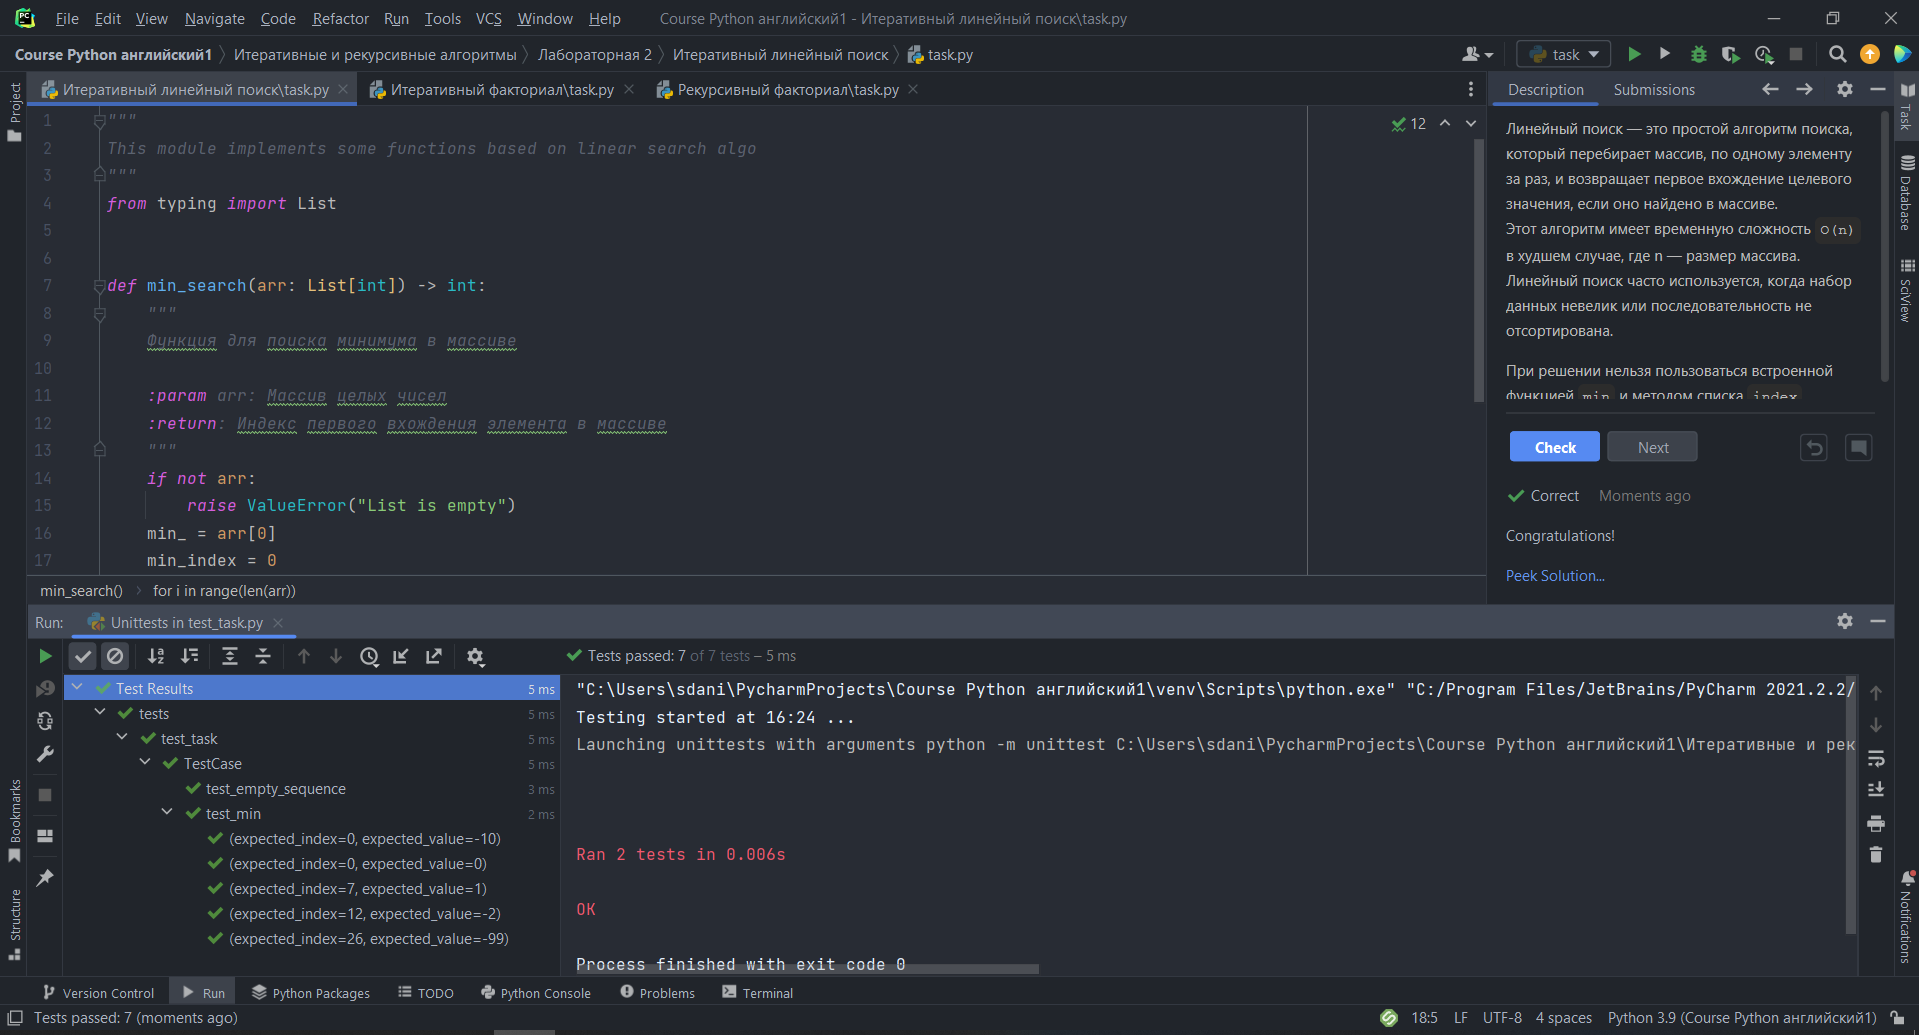 File Edit View Navigate Code Refactor Run Tools VCS Window Help Course Python английский1 - Итеративный линейный поиск\task.py
Course Python английский1 Итеративные и рекурсивные алгоритмы Лабораторная 2 Итеративный линейный поиск task.py task
Итеративный линейный поиск\task.py Итеративный факториал\task.py Рекурсивный факториал\task.py
Description Submissions
Project
12
1 """
2 This module implements some functions based on linear search algo
3 """
4 from typing import List
5
6
7 def min_search(arr: List[int]) -> int:
8 """
9 Функция для поиска минимума в массиве
10
11 :param arr: Массив целых чисел
12 :return: Индекс первого вхождения элемента в массиве
13 """
14 if not arr:
15 raise ValueError("List is empty")
16 min_ = arr[0]
17 min_index = 0
min_search() for i in range(len(arr))
Линейный поиск — это простой алгоритм поиска,
который перебирает массив, по одному элементу
за раз, и возвращает первое вхождение целевого
значения, если оно найдено в массиве.
Этот алгоритм имеет временную сложность O(n)
в худшем случае, где n — размер массива.
Линейный поиск часто используется, когда набор
данных невелик или последовательность не
отсортирована.
При решении нельзя пользоваться встроенной
функцией min и методом списка index
Check Next
Correct Moments ago
Congratulations!
Peek Solution...
Task
Database
SciView
Notifications
Run: Unittests in test_task.py
Tests passed: 7 of 7 tests – 5 ms
Test Results 5 ms
tests 5 ms
test_task 5 ms
TestCase 5 ms
test_empty_sequence 3 ms
test_min 2 ms
(expected_index=0, expected_value=-10)
(expected_index=0, expected_value=0)
(expected_index=7, expected_value=1)
(expected_index=12, expected_value=-2)
(expected_index=26, expected_value=-99)
"C:\Users\sdani\PycharmProjects\Course Python английский1\venv\Scripts\python.exe" "C:/Program Files/JetBrains/PyCharm 2021.2.2/
Testing started at 16:24 ...
Launching unittests with arguments python -m unittest C:\Users\sdani\PycharmProjects\Course Python английский1\Итеративные и рек
Ran 2 tests in 0.006s
OK
Process finished with exit code 0
Bookmarks
Structure
Version Control Run Python Packages TODO Python Console Problems Terminal
Tests passed: 7 (moments ago) 18:5 LF UTF-8 4 spaces Python 3.9 (Course Python английский1)